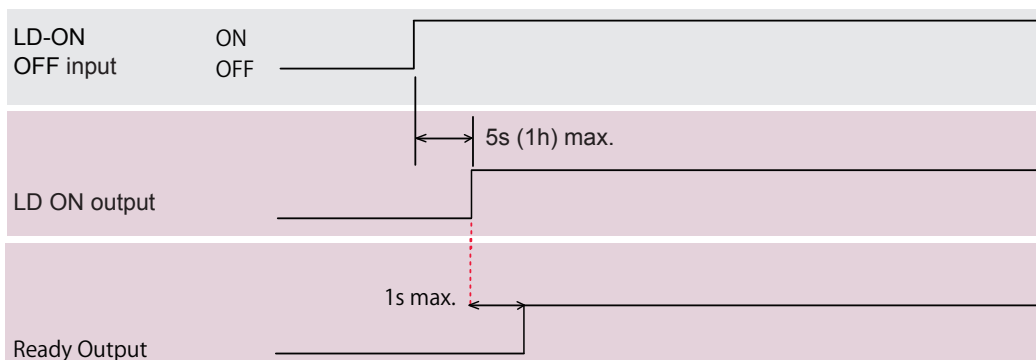 LD-ON ON
OFF input OFF
5s (1h) max.
LD ON output
1s max.
Ready Output